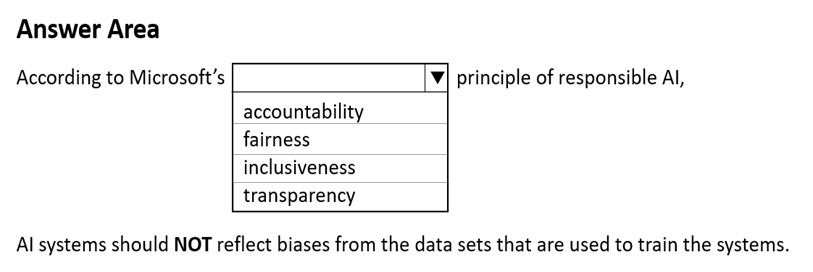 Answer Area
According to Microsoft's ▼ principle of responsible AI,
accountability
fairness
inclusiveness
transparency
AI systems should NOT reflect biases from the data sets that are used to train the systems.